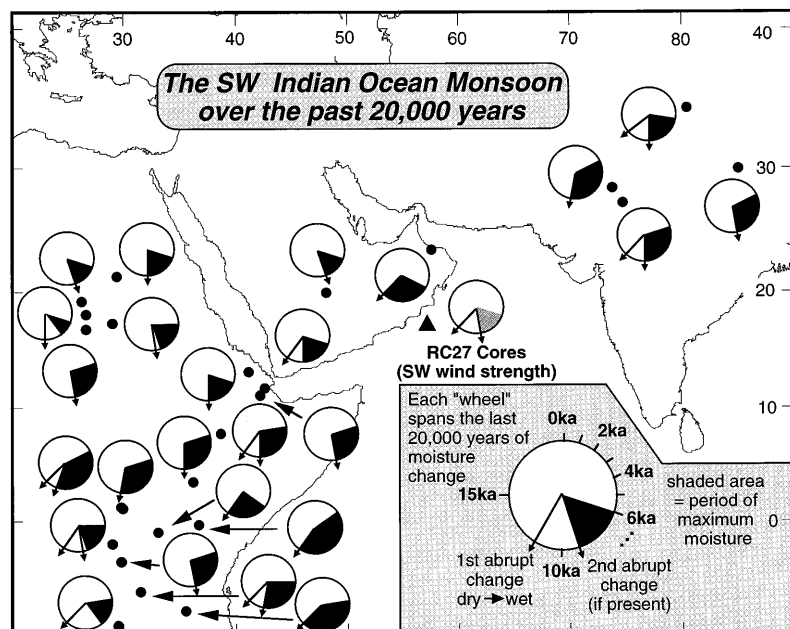 30 40 50 60 70 80 40
The SW Indian Ocean Monsoon
over the past 20,000 years
30
20
RC27 Cores
(SW wind strength)
10
Each "wheel"
spans the last
20,000 years of
moisture
change
0ka
2ka
4ka
6ka
10ka
15ka
shaded area
= period of
maximum
moisture
0
1st abrupt
change
dry wet
2nd abrupt
change
(if present)